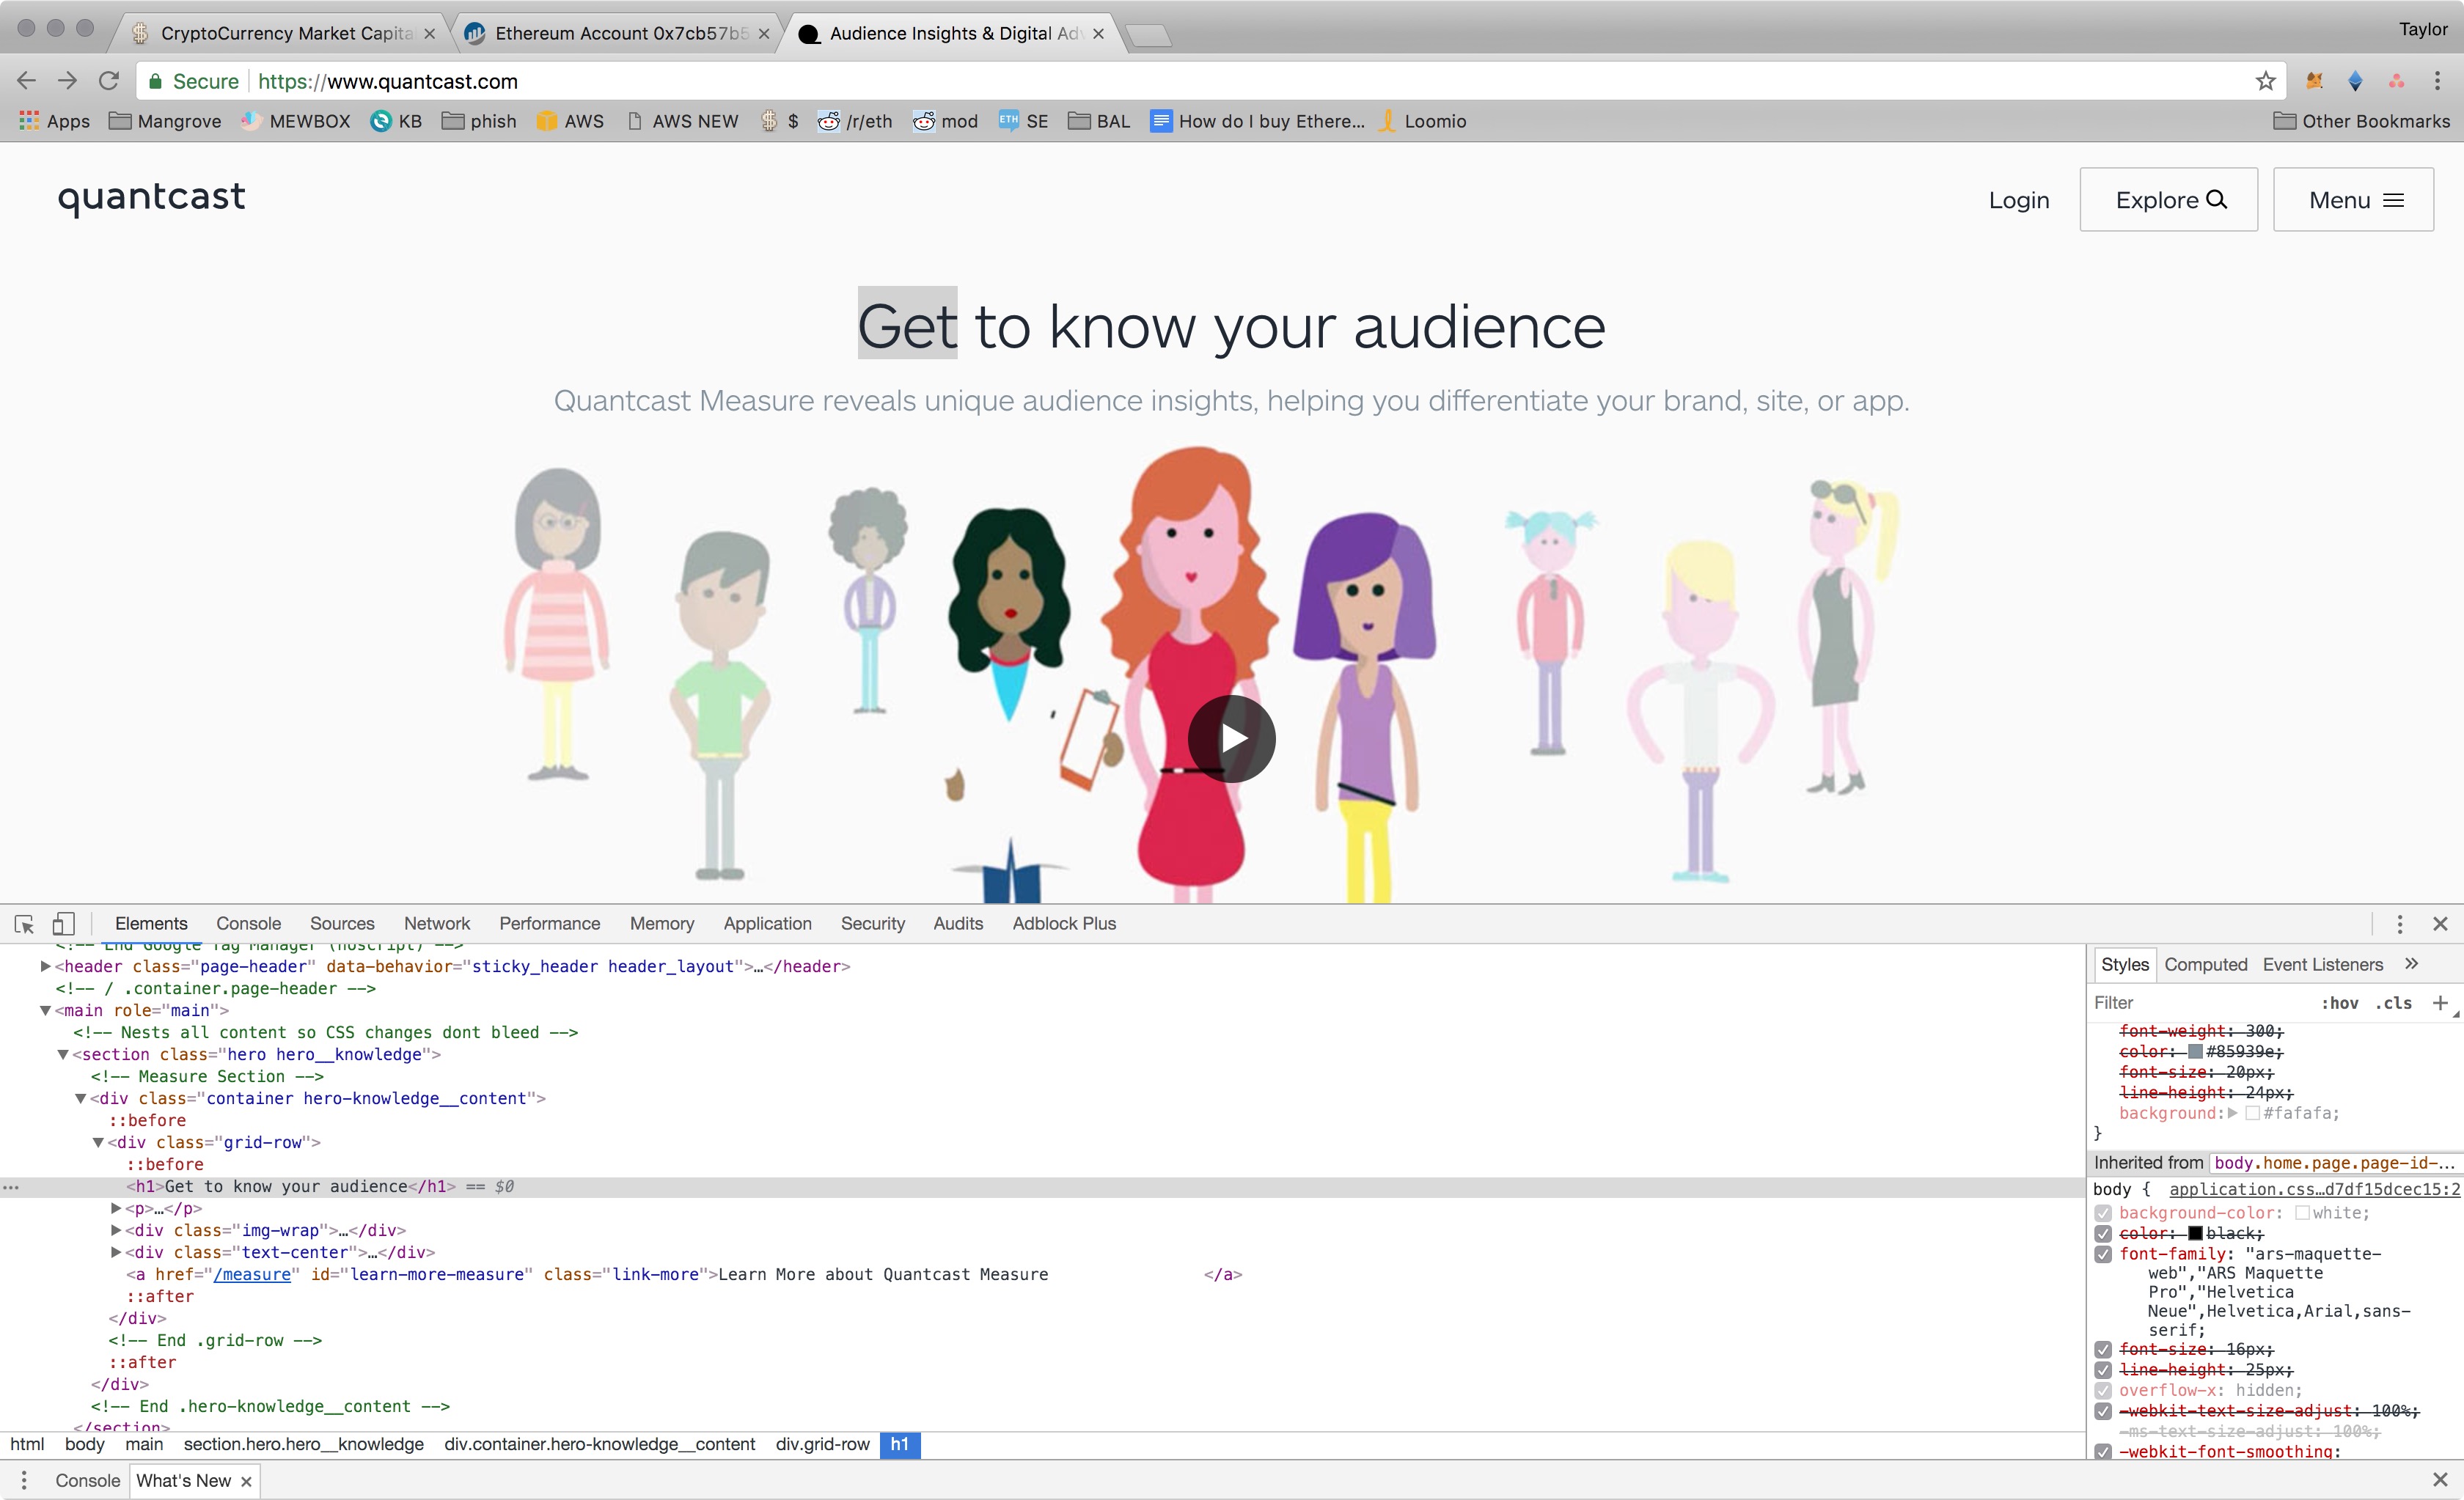 CryptoCurrency Market Capita
Ethereum Account 0x7cb57b5
Audience Insights & Digital Adv
Taylor
Secure https://www.quantcast.com
Apps Mangrove MEWBOX KB phish AWS AWS NEW $ /r/eth mod ETH SE BAL How do I buy Ethere... Loomio Other Bookmarks
quantcast
Login Explore Menu
Get to know your audience
Quantcast Measure reveals unique audience insights, helping you differentiate your brand, site, or app.
Elements Console Sources Network Performance Memory Application Security Audits Adblock Plus
<!-- End Google Tag Manager (noscript) -->
<header class="page-header" data-behavior="sticky_header header_layout">…</header>
<!-- / .container.page-header -->
<main role="main">
<!-- Nests all content so CSS changes dont bleed -->
<section class="hero hero__knowledge">
<!-- Measure Section -->
<div class="container hero-knowledge__content">
::before
<div class="grid-row">
::before
<h1>Get to know your audience</h1> == $0
<p>…</p>
<div class="img-wrap">…</div>
<div class="text-center">…</div>
<a href="/measure" id="learn-more-measure" class="link-more">Learn More about Quantcast Measure </a>
::after
</div>
<!-- End .grid-row -->
::after
</div>
<!-- End .hero-knowledge__content -->
</section>
html body main section.hero.hero__knowledge div.container.hero-knowledge__content div.grid-row h1
Styles Computed Event Listeners »
Filter :hov .cls +
font-weight: 300;
color: #85939e;
font-size: 20px;
line-height: 24px;
background: #fafafa;
}
Inherited from body.home.page.page-id-...
body { application.css…d7df15dcec15:2
background-color: white;
color: black;
font-family: "ars-maquette-
web","ARS Maquette
Pro","Helvetica
Neue",Helvetica,Arial,sans-
serif;
font-size: 16px;
line-height: 25px;
overflow-x: hidden;
-webkit-text-size-adjust: 100%;
-ms-text-size-adjust: 100%;
-webkit-font-smoothing:
Console What's New